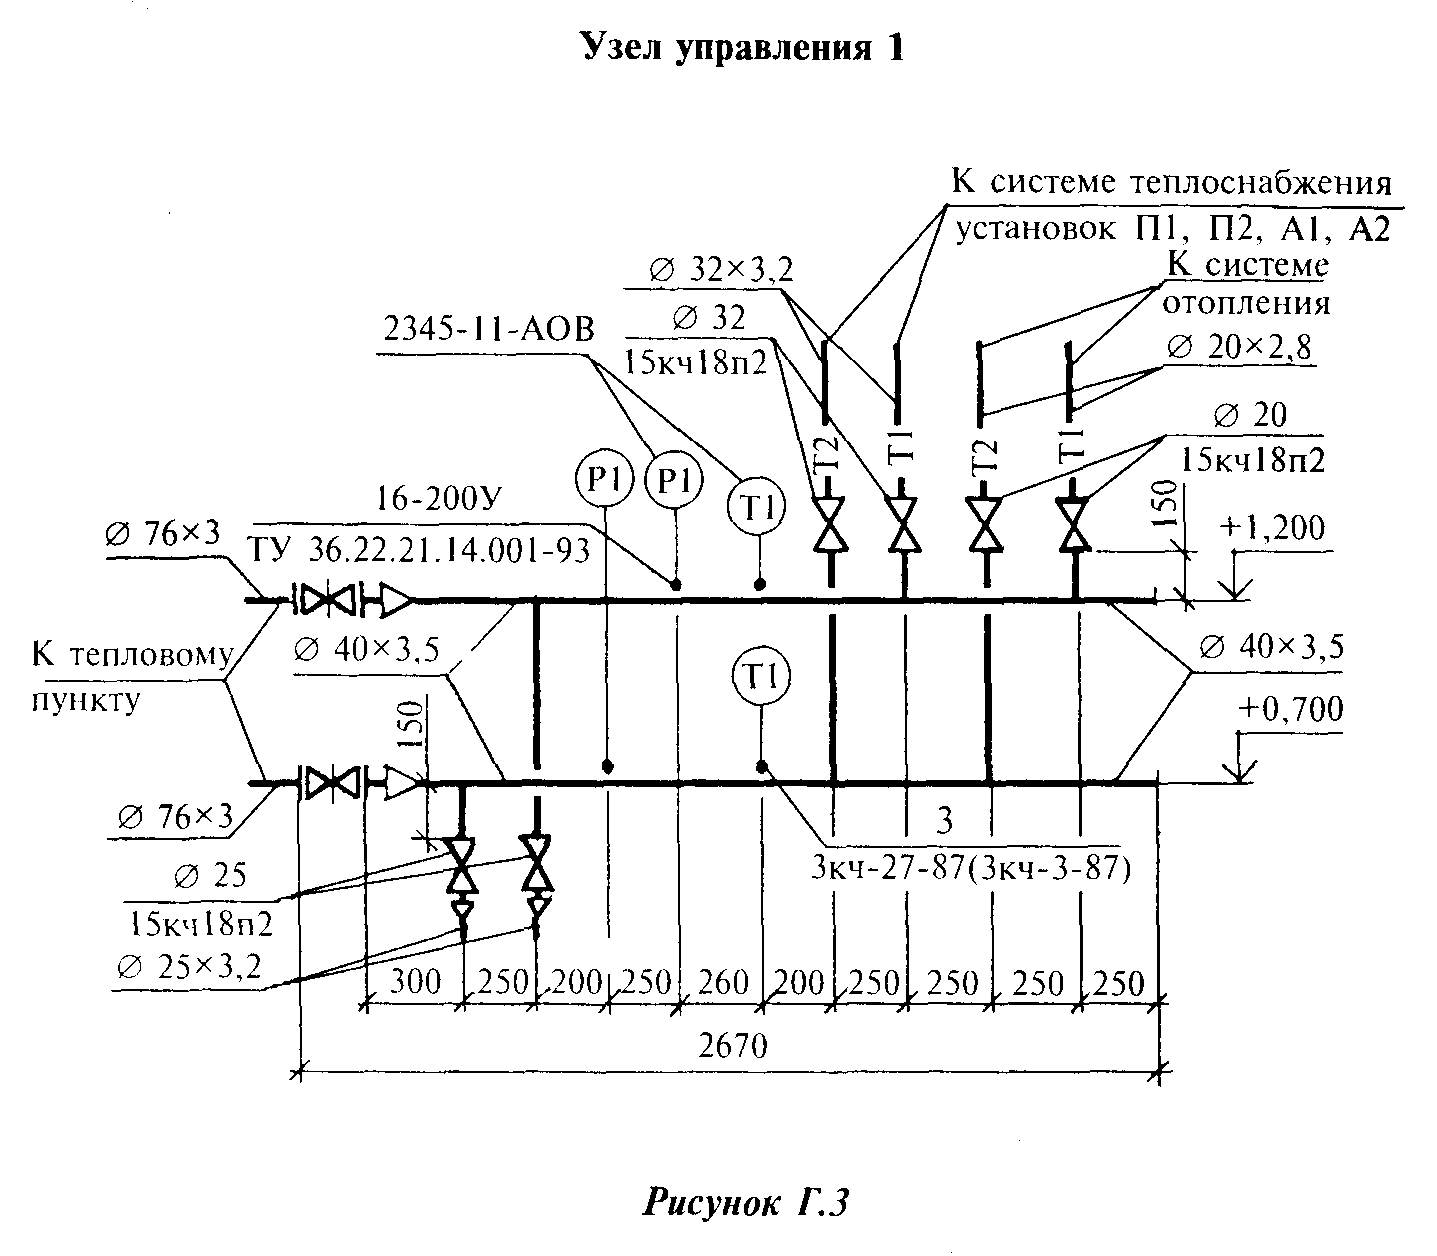 Узел управления 1
К системе теплоснабжения
установок П1, П2, А1, А2
К системе
отопления
∅ 32×3,2
∅ 32
15кч18п2
2345-11-АОВ
∅ 20×2,8
∅ 20
15кч18п2
Т2
Т1
Т2
Т1
P1
P1
T1
150
+1,200
16-200У
ТУ 36.22.21.14.001-93
∅ 76×3
К тепловому
пункту
∅ 40×3,5
T1
∅ 40×3,5
+0,700
150
∅ 76×3
3
3кч-27-87(3кч-3-87)
∅ 25
15кч18п2
∅ 25×3,2
300 250 200 250 260 200 250 250 250 250
2670
Рисунок Г.3